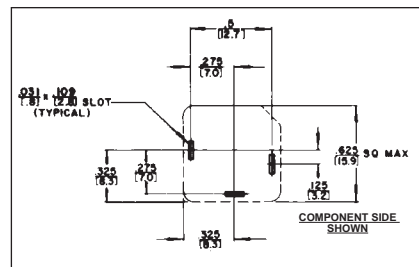 .5
[12.7]
.275
[7.0]
.031 x .109 SLOT
[.8] [2.8]
(TYPICAL)
.625 SQ MAX
[15.9]
.325
[8.3]
.275
[7.0]
.125
[3.2]
.325
[8.3]
COMPONENT SIDE
SHOWN